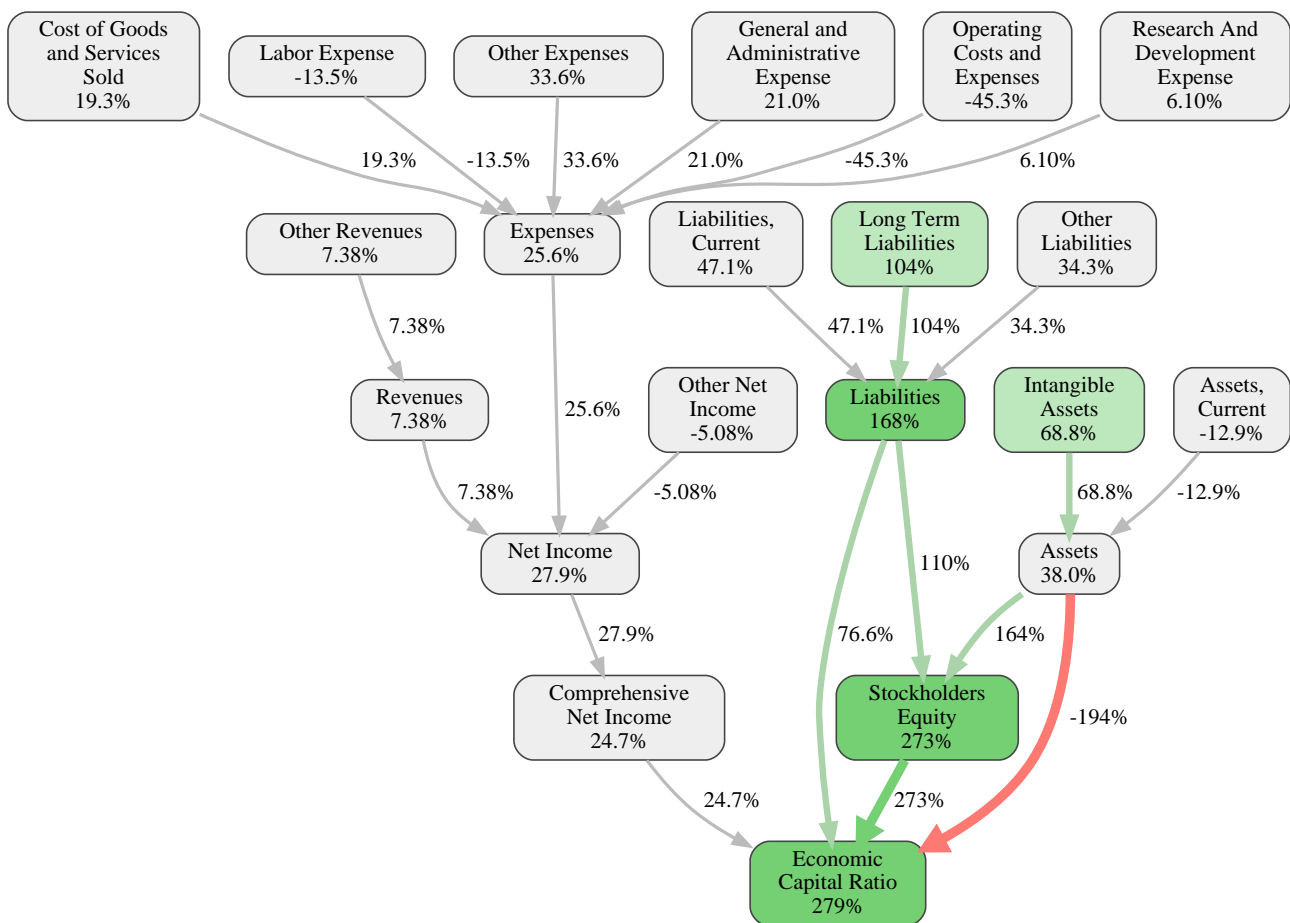 Cost of Goods
and Services
Sold
19.3%
Labor Expense
-13.5%
Other Expenses
33.6%
General and
Administrative
Expense
21.0%
Operating
Costs and
Expenses
-45.3%
Research And
Development
Expense
6.10%
19.3%
-13.5%
33.6%
21.0%
-45.3%
6.10%
Other Revenues
7.38%
Expenses
25.6%
Liabilities,
Current
47.1%
Long Term
Liabilities
104%
Other
Liabilities
34.3%
7.38%
47.1%
104%
34.3%
Revenues
7.38%
25.6%
Other Net
Income
-5.08%
Liabilities
168%
Intangible
Assets
68.8%
Assets,
Current
-12.9%
7.38%
-5.08%
68.8%
-12.9%
Net Income
27.9%
110%
Assets
38.0%
27.9%
76.6%
164%
Comprehensive
Net Income
24.7%
Stockholders
Equity
273%
-194%
24.7%
273%
Economic
Capital Ratio
279%